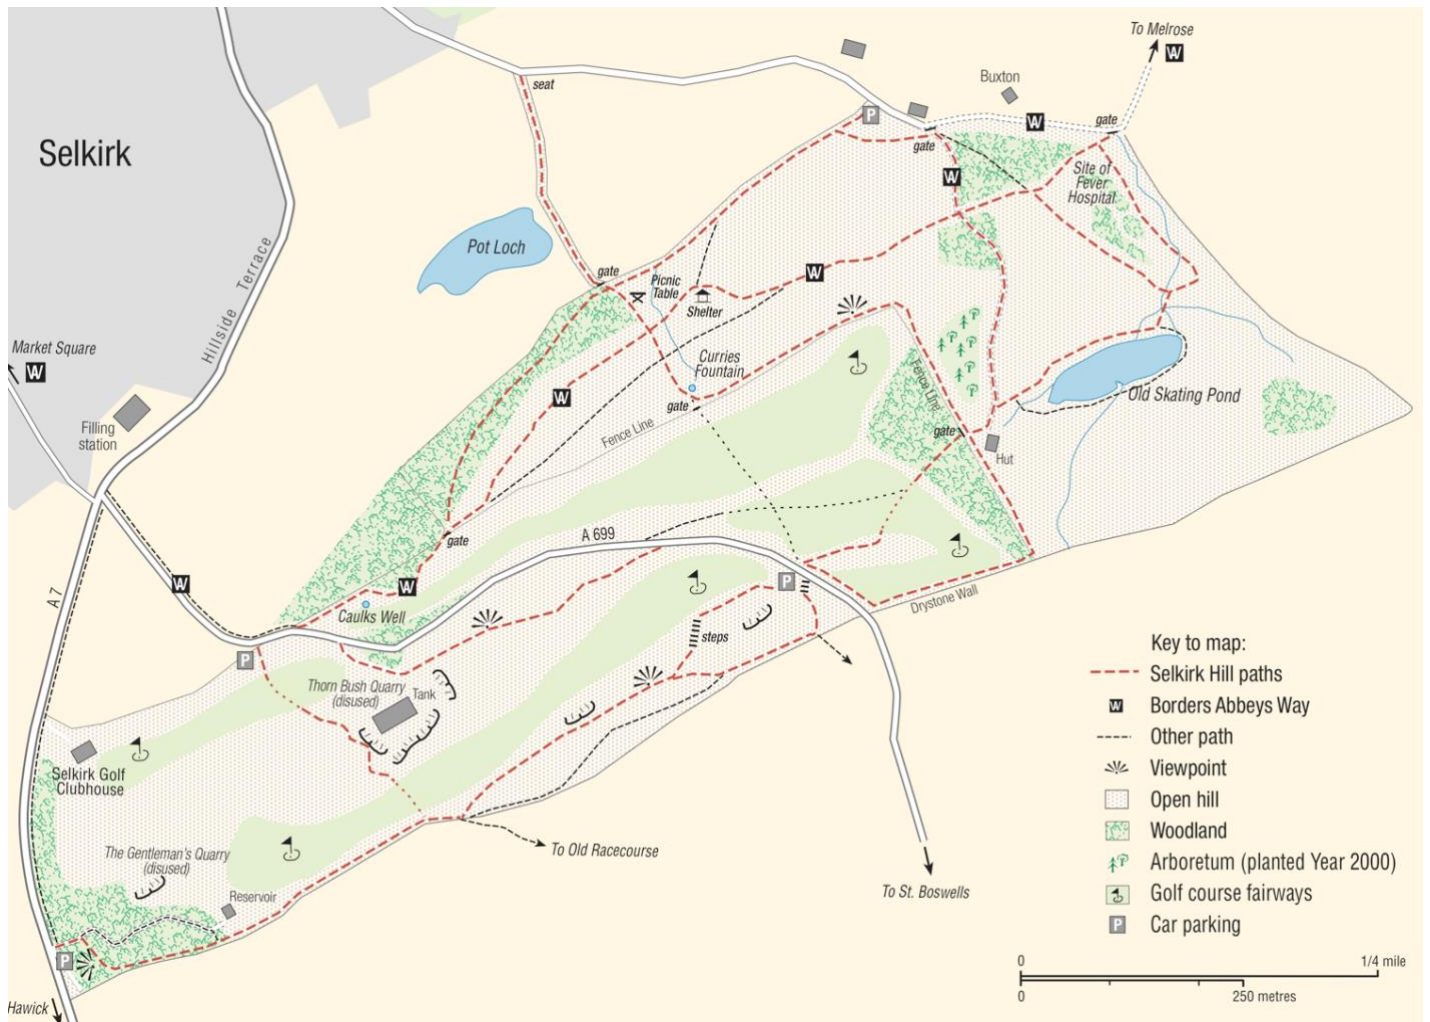 To Melrose
W
seat
Buxton
P
W
gate
gate
Selkirk
W
Site of
Fever
Hospital
Pot Loch
Hillside Terrace
gate
Picnic
Table
W
Shelter
Market Square
W
Curries
Fountain
Fence Line
W
gate
Old Skating Pond
Filling
station
Fence Line
gate
Hut
gate
A 699
A 7
W
W
P
Caulks Well
Drystone Wall
steps
P
Thorn Bush Quarry
(disused)
Tank
Selkirk Golf
Clubhouse
To Old Racecourse
The Gentleman's Quarry
(disused)
Reservoir
To St. Boswells
P
Hawick
Key to map:
Selkirk Hill paths
W Borders Abbeys Way
Other path
Viewpoint
Open hill
Woodland
Arboretum (planted Year 2000)
Golf course fairways
P Car parking
0 1/4 mile
0 250 metres